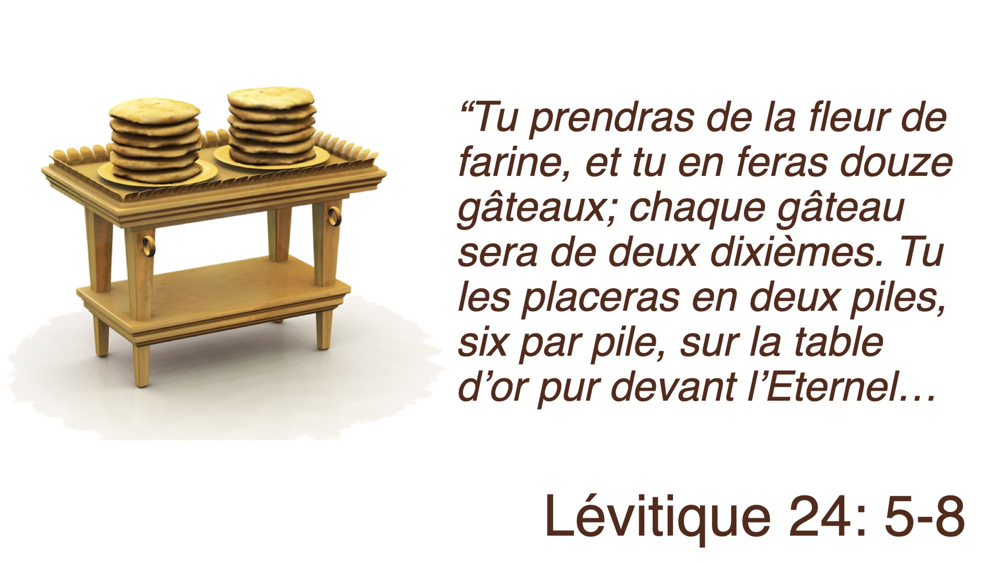 “Tu prendras de la fleur de
farine, et tu en feras douze
gâteaux; chaque gâteau
sera de deux dixièmes. Tu
les placeras en deux piles,
six par pile, sur la table
d’or pur devant l’Eternel…
Lévitique 24: 5-8